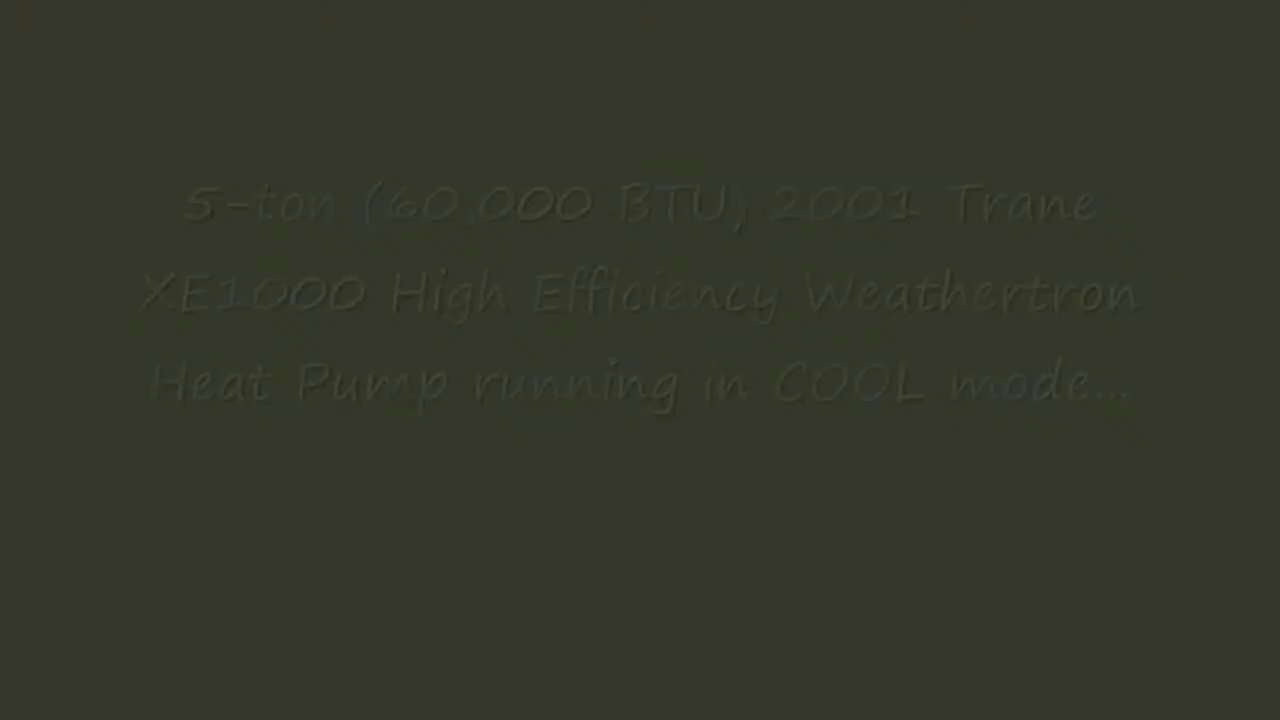 5-ton (60,000 BTU) 2001 Trane
XE1000 High Efficiency Weathertron
Heat Pump running in COOL mode...